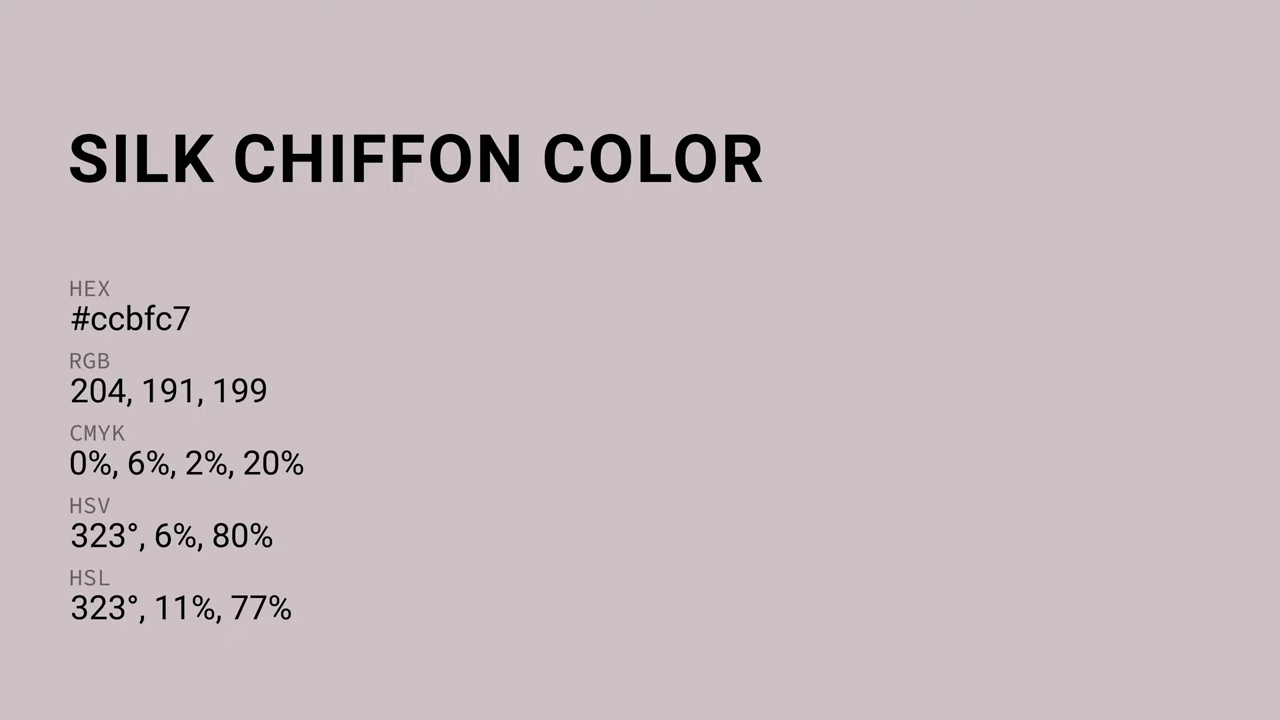 SILK CHIFFON COLOR
HEX
#ccbfc7
RGB
204, 191, 199
CMYK
0%, 6%, 2%, 20%
HSV
323°, 6%, 80%
HSL
323°, 11%, 77%